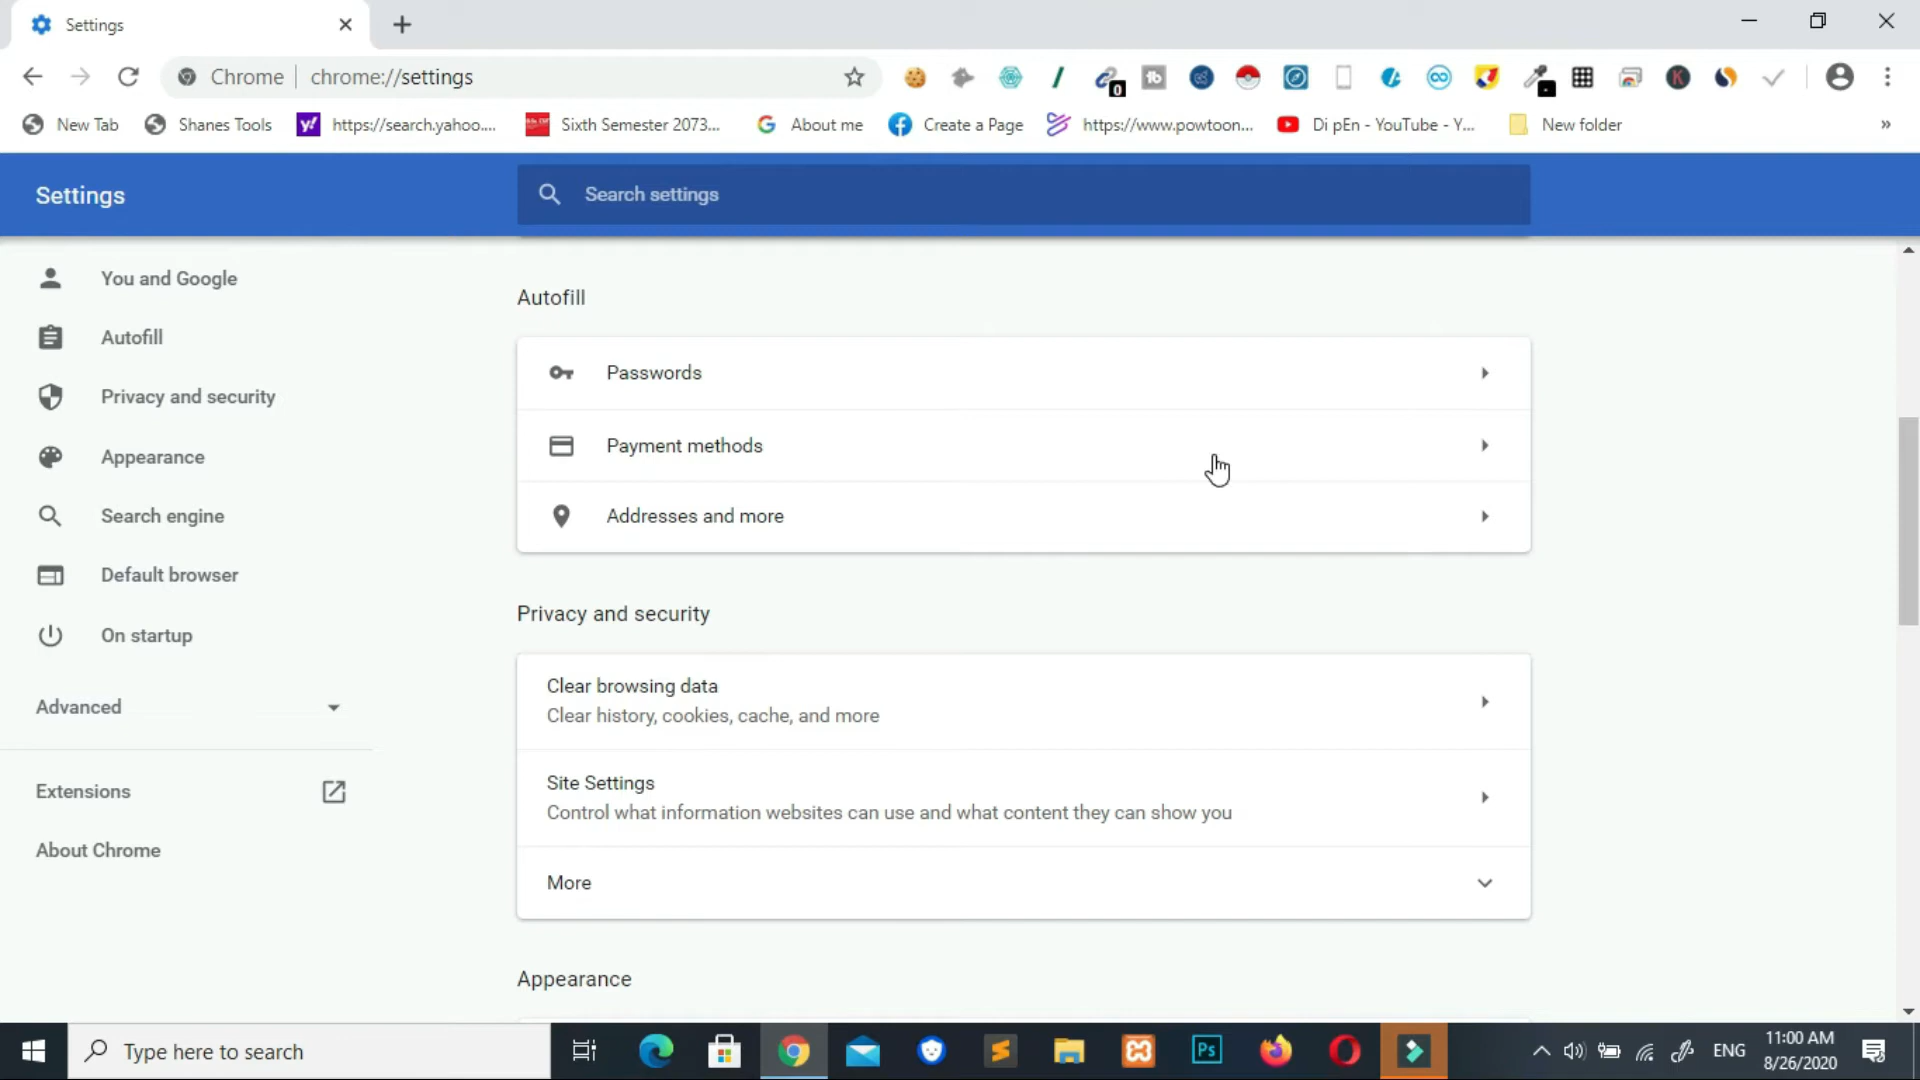 Settings
Chrome chrome://settings
0
New Tab Shanes Tools https://search.yahoo.... Sixth Semester 2073... About me Create a Page https://www.powtoon... Di pEn - YouTube - Y... New folder »
Settings
Search settings
You and Google
Autofill
Privacy and security
Appearance
Search engine
Default browser
On startup
Advanced
Extensions
About Chrome
Autofill
Passwords
Payment methods
Addresses and more
Privacy and security
Clear browsing data
Clear history, cookies, cache, and more
Site Settings
Control what information websites can use and what content they can show you
More
Appearance
Type here to search
Ps
ENG
11:00 AM
8/26/2020